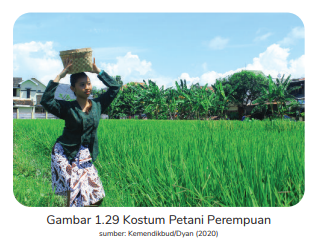 Gambar 1.29 Kostum Petani Perempuan
sumber: Kemendikbud/Dyan (2020)